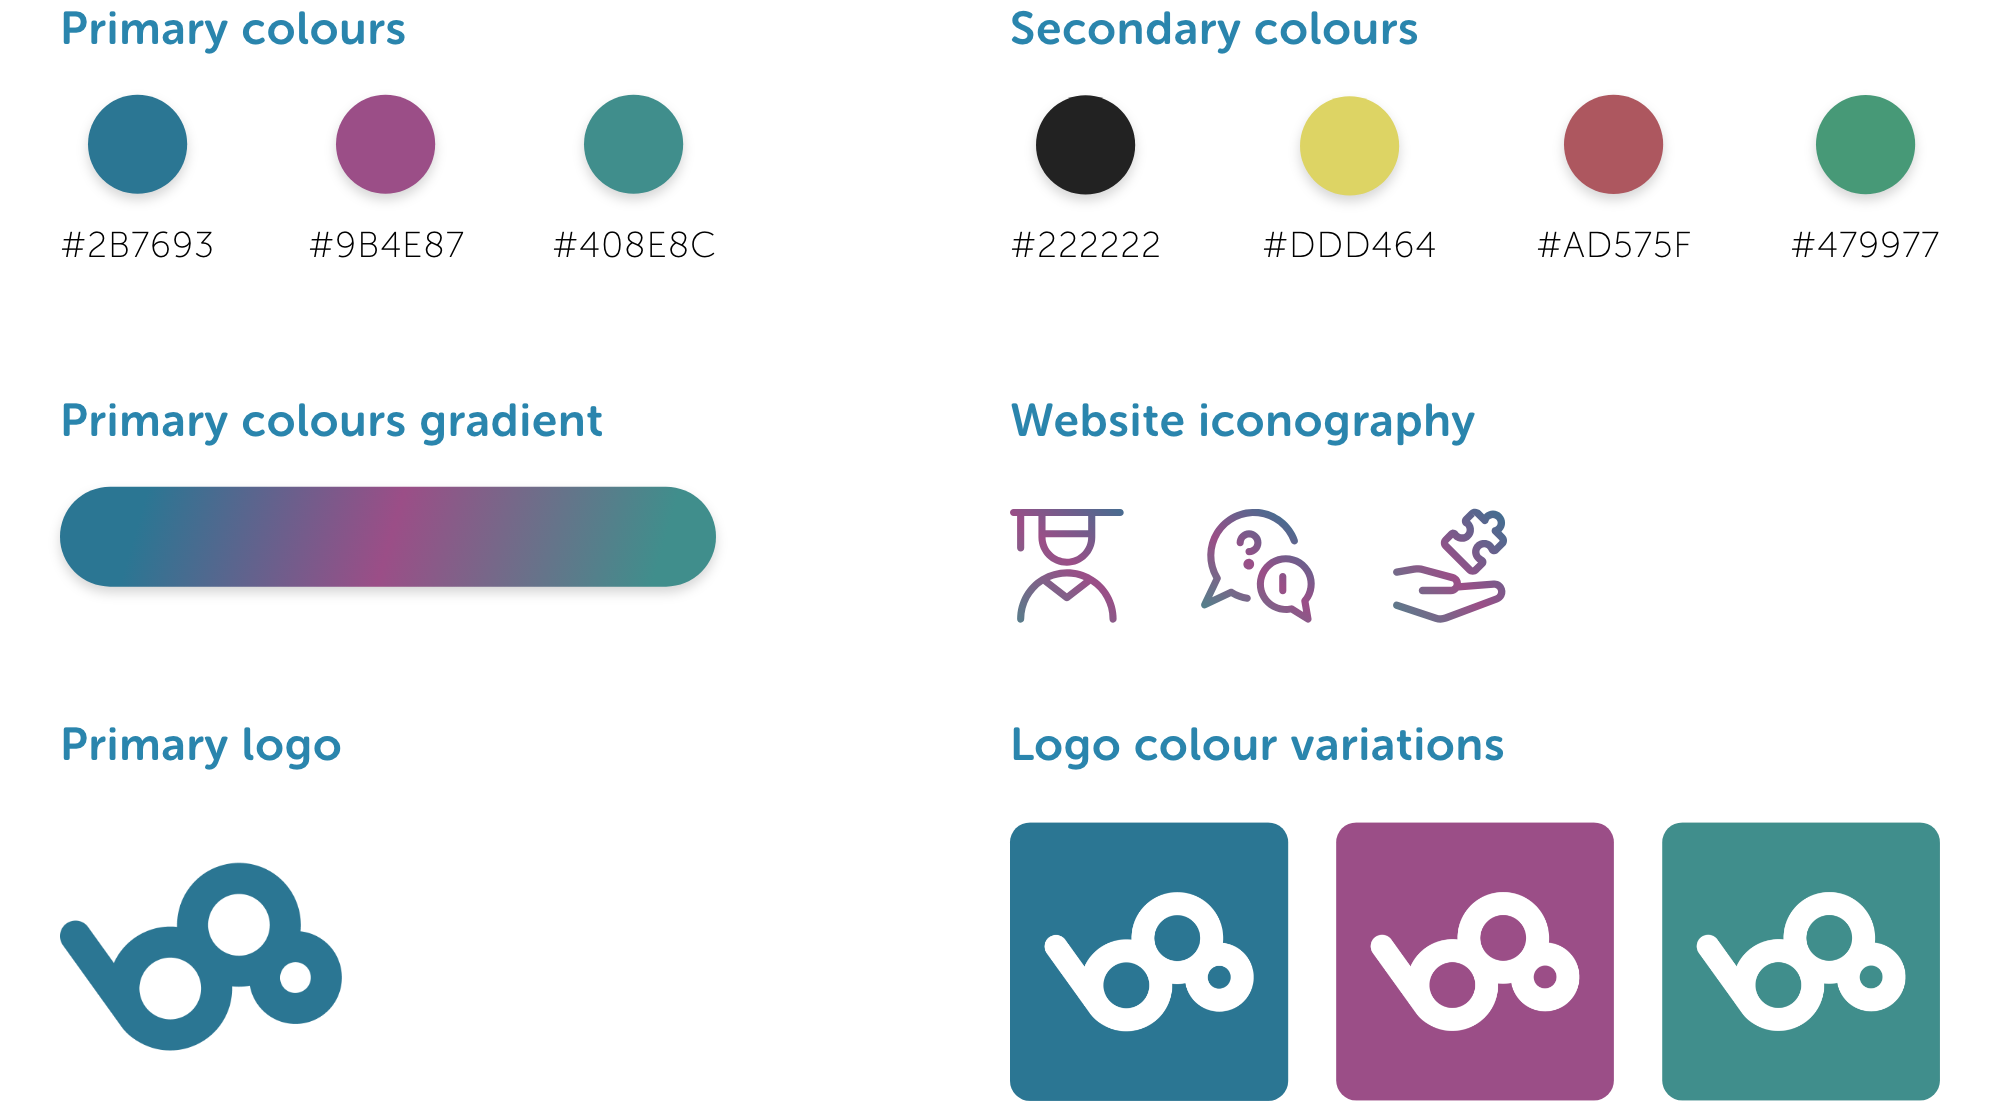 Primary colours
#2B7693 #9B4E87 #408E8C
Secondary colours
#222222 #DDD464 #AD575F #479977
Primary colours gradient
Website iconography
Primary logo
Logo colour variations